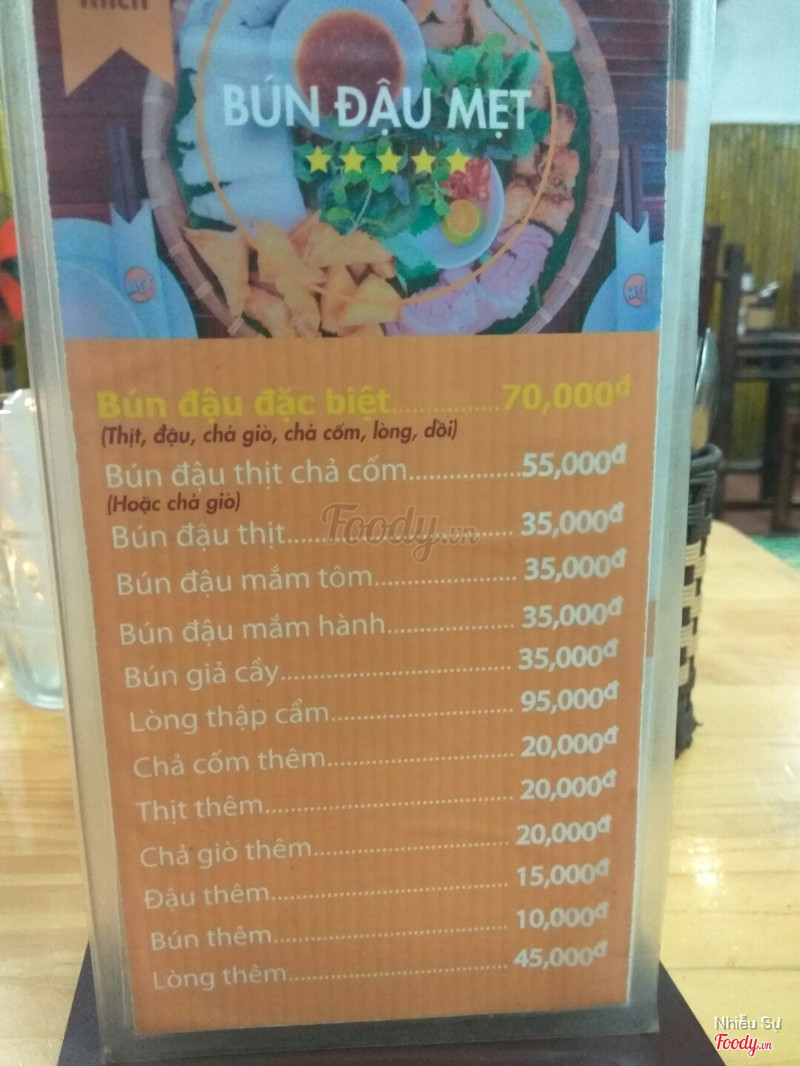 thích
BÚN ĐẬU MẸT
Bún đậu đặc biệt................70,000đ
(Thịt, đậu, chả giò, chả cốm, lòng, dồi)
Bún đậu thịt chả cốm................55,000đ
(Hoặc chả giò)
Bún đậu thịt................35,000đ
Bún đậu mắm tôm................35,000đ
Bún đậu mắm hành................35,000đ
Bún giả cầy................35,000đ
Lòng thập cẩm................95,000đ
Chả cốm thêm................20,000đ
Thịt thêm................20,000đ
Chả giò thêm................20,000đ
Đậu thêm................15,000đ
Bún thêm................10,000đ
Lòng thêm................45,000đ
Foody.vn
Nhiễu Sự
Foody.vn